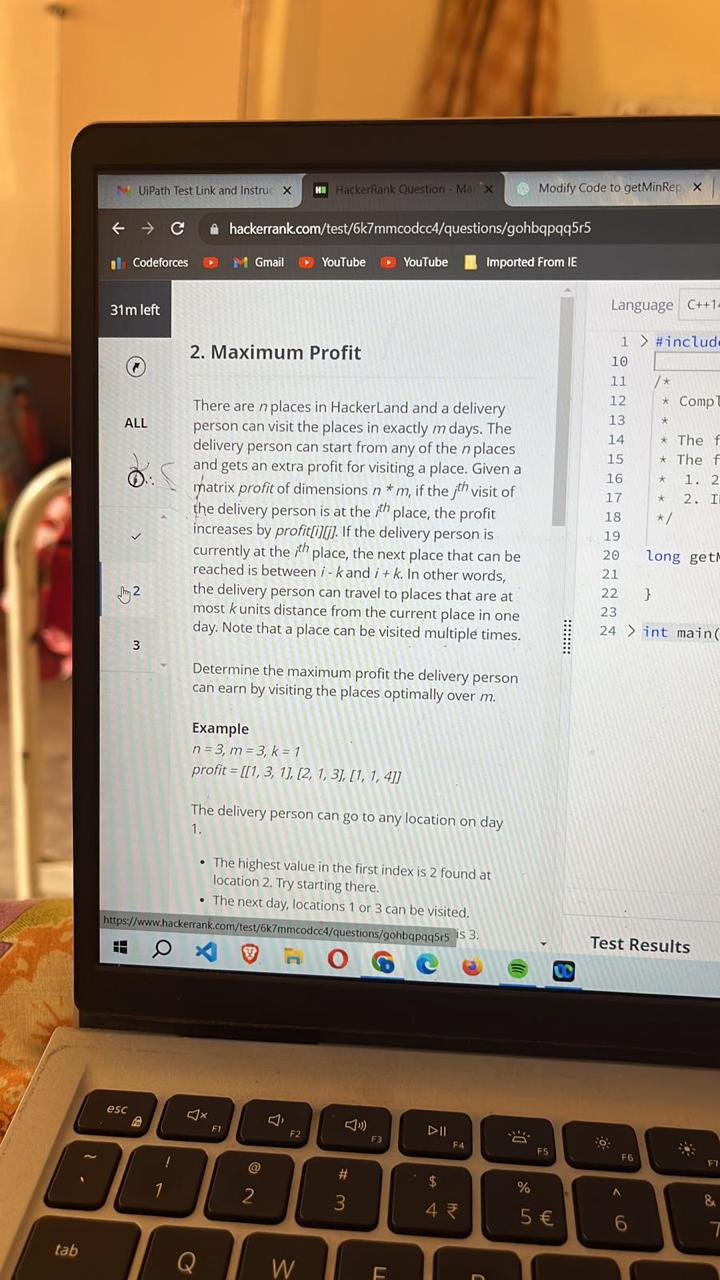 UiPath Test Link and Instruc
HackerRank Question - Ma
Modify Code to getMinRep
hackerrank.com/test/6k7mmcodcc4/questions/gohbqpqq5r5
Codeforces Gmail YouTube YouTube Imported From IE
31m left
ALL
2
3
2. Maximum Profit
There are n places in HackerLand and a delivery
person can visit the places in exactly m days. The
delivery person can start from any of the n places
and gets an extra profit for visiting a place. Given a
matrix profit of dimensions n * m, if the jth visit of
the delivery person is at the ith place, the profit
increases by profit[i][j]. If the delivery person is
currently at the ith place, the next place that can be
reached is between i - k and i + k. In other words,
the delivery person can travel to places that are at
most k units distance from the current place in one
day. Note that a place can be visited multiple times.
Determine the maximum profit the delivery person
can earn by visiting the places optimally over m.
Example
n = 3, m = 3, k = 1
profit = [[1, 3, 1], [2, 1, 3], [1, 1, 4]]
The delivery person can go to any location on day
1.
• The highest value in the first index is 2 found at
location 2. Try starting there.
• The next day, locations 1 or 3 can be visited.
is 3.
https://www.hackerrank.com/test/6k7mmcodcc4/questions/gohbqpqq5r5
Language C++14
1 > #include
10
11 /*
12 * Compl
13 *
14 * The f
15 * The f
16 * 1. 2
17 * 2. I
18 */
19
20 long getM
21
22 }
23
24 > int main(
Test Results
esc F1 F2 F3 F4 F5 F6 F7
~ ` ! 1 @ 2 # 3 $ 4 ₹ % 5 € ^ 6 & 7
tab Q W E